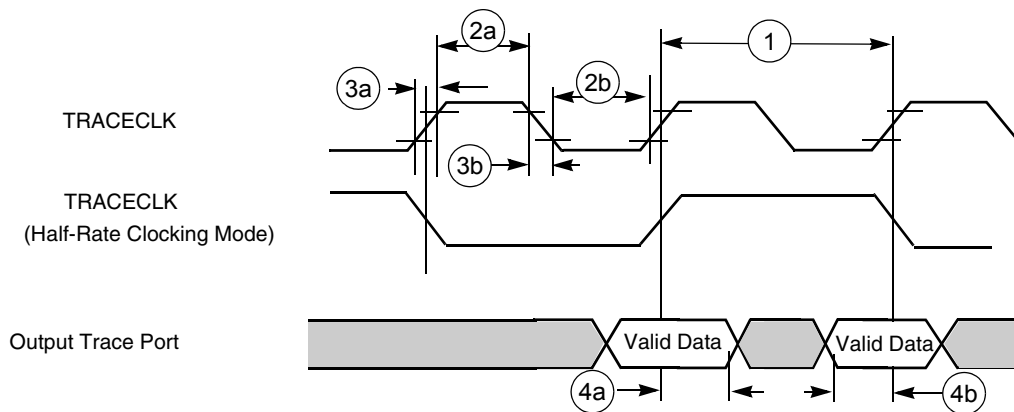 2a
1
3a
2b
TRACECLK
3b
TRACECLK
(Half-Rate Clocking Mode)
Output Trace Port
Valid Data
Valid Data
4a
4b